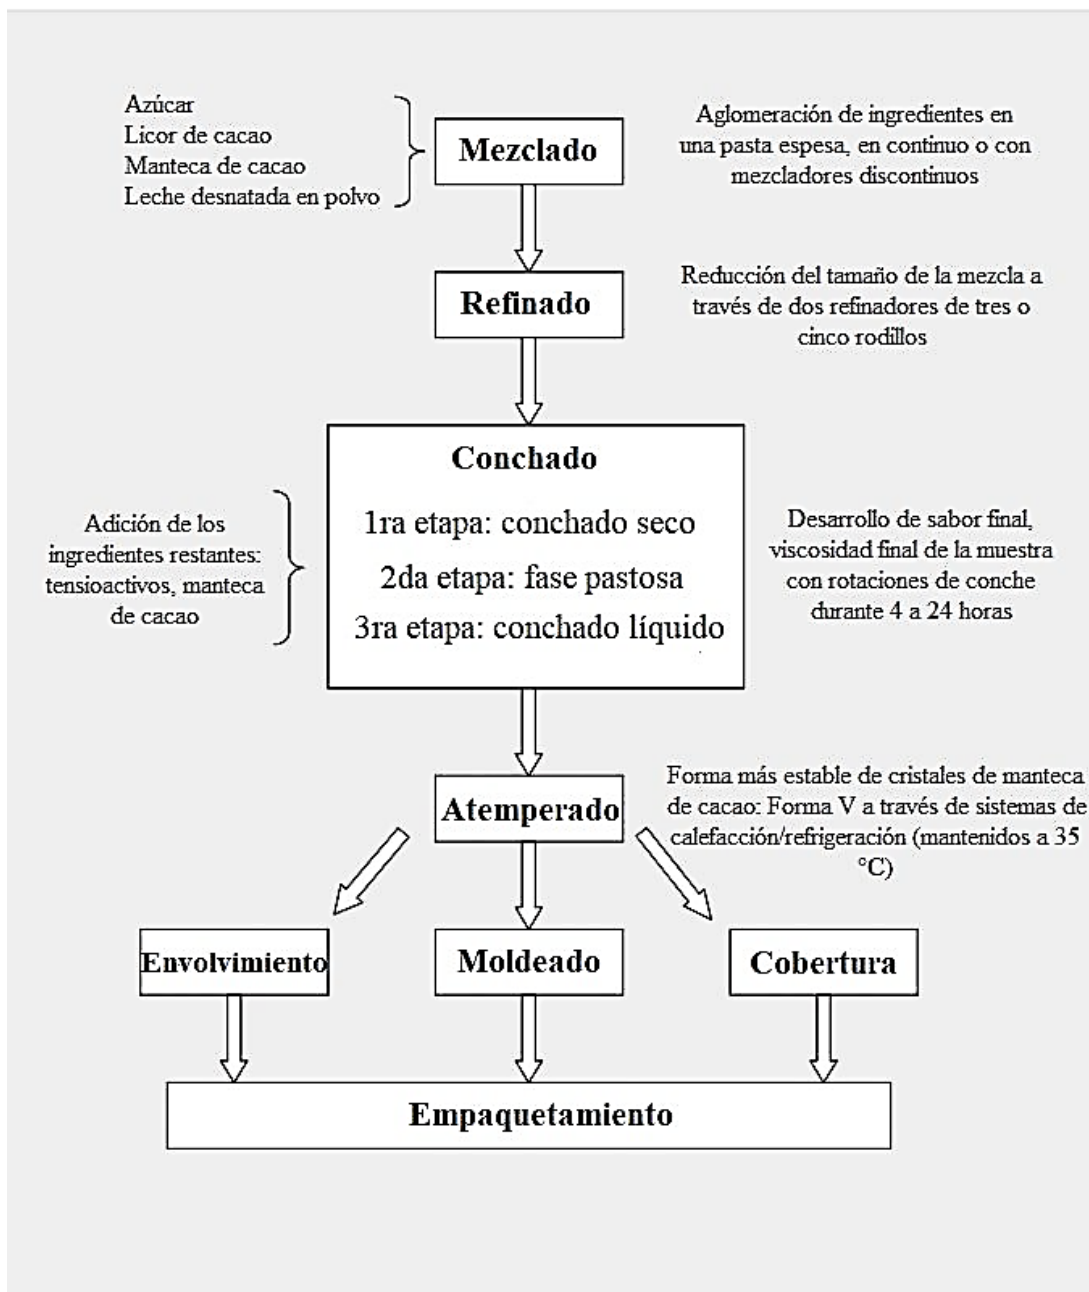 Azúcar
Licor de cacao
Manteca de cacao
Leche desnatada en polvo
Mezclado
Aglomeración de ingredientes en
una pasta espesa, en continuo o con
mezcladores discontinuos
Refinado
Reducción del tamaño de la mezcla a
través de dos refinadores de tres o
cinco rodillos
Conchado
1ra etapa: conchado seco
2da etapa: fase pastosa
3ra etapa: conchado líquido
Adición de los
ingredientes restantes:
tensioactivos, manteca
de cacao
Desarrollo de sabor final,
viscosidad final de la muestra
con rotaciones de conche
durante 4 a 24 horas
Atemperado
Forma más estable de cristales de manteca
de cacao: Forma V a través de sistemas de
calefacción/refrigeración (mantenidos a 35
°C)
Envolvimiento
Moldeado
Cobertura
Empaquetamiento